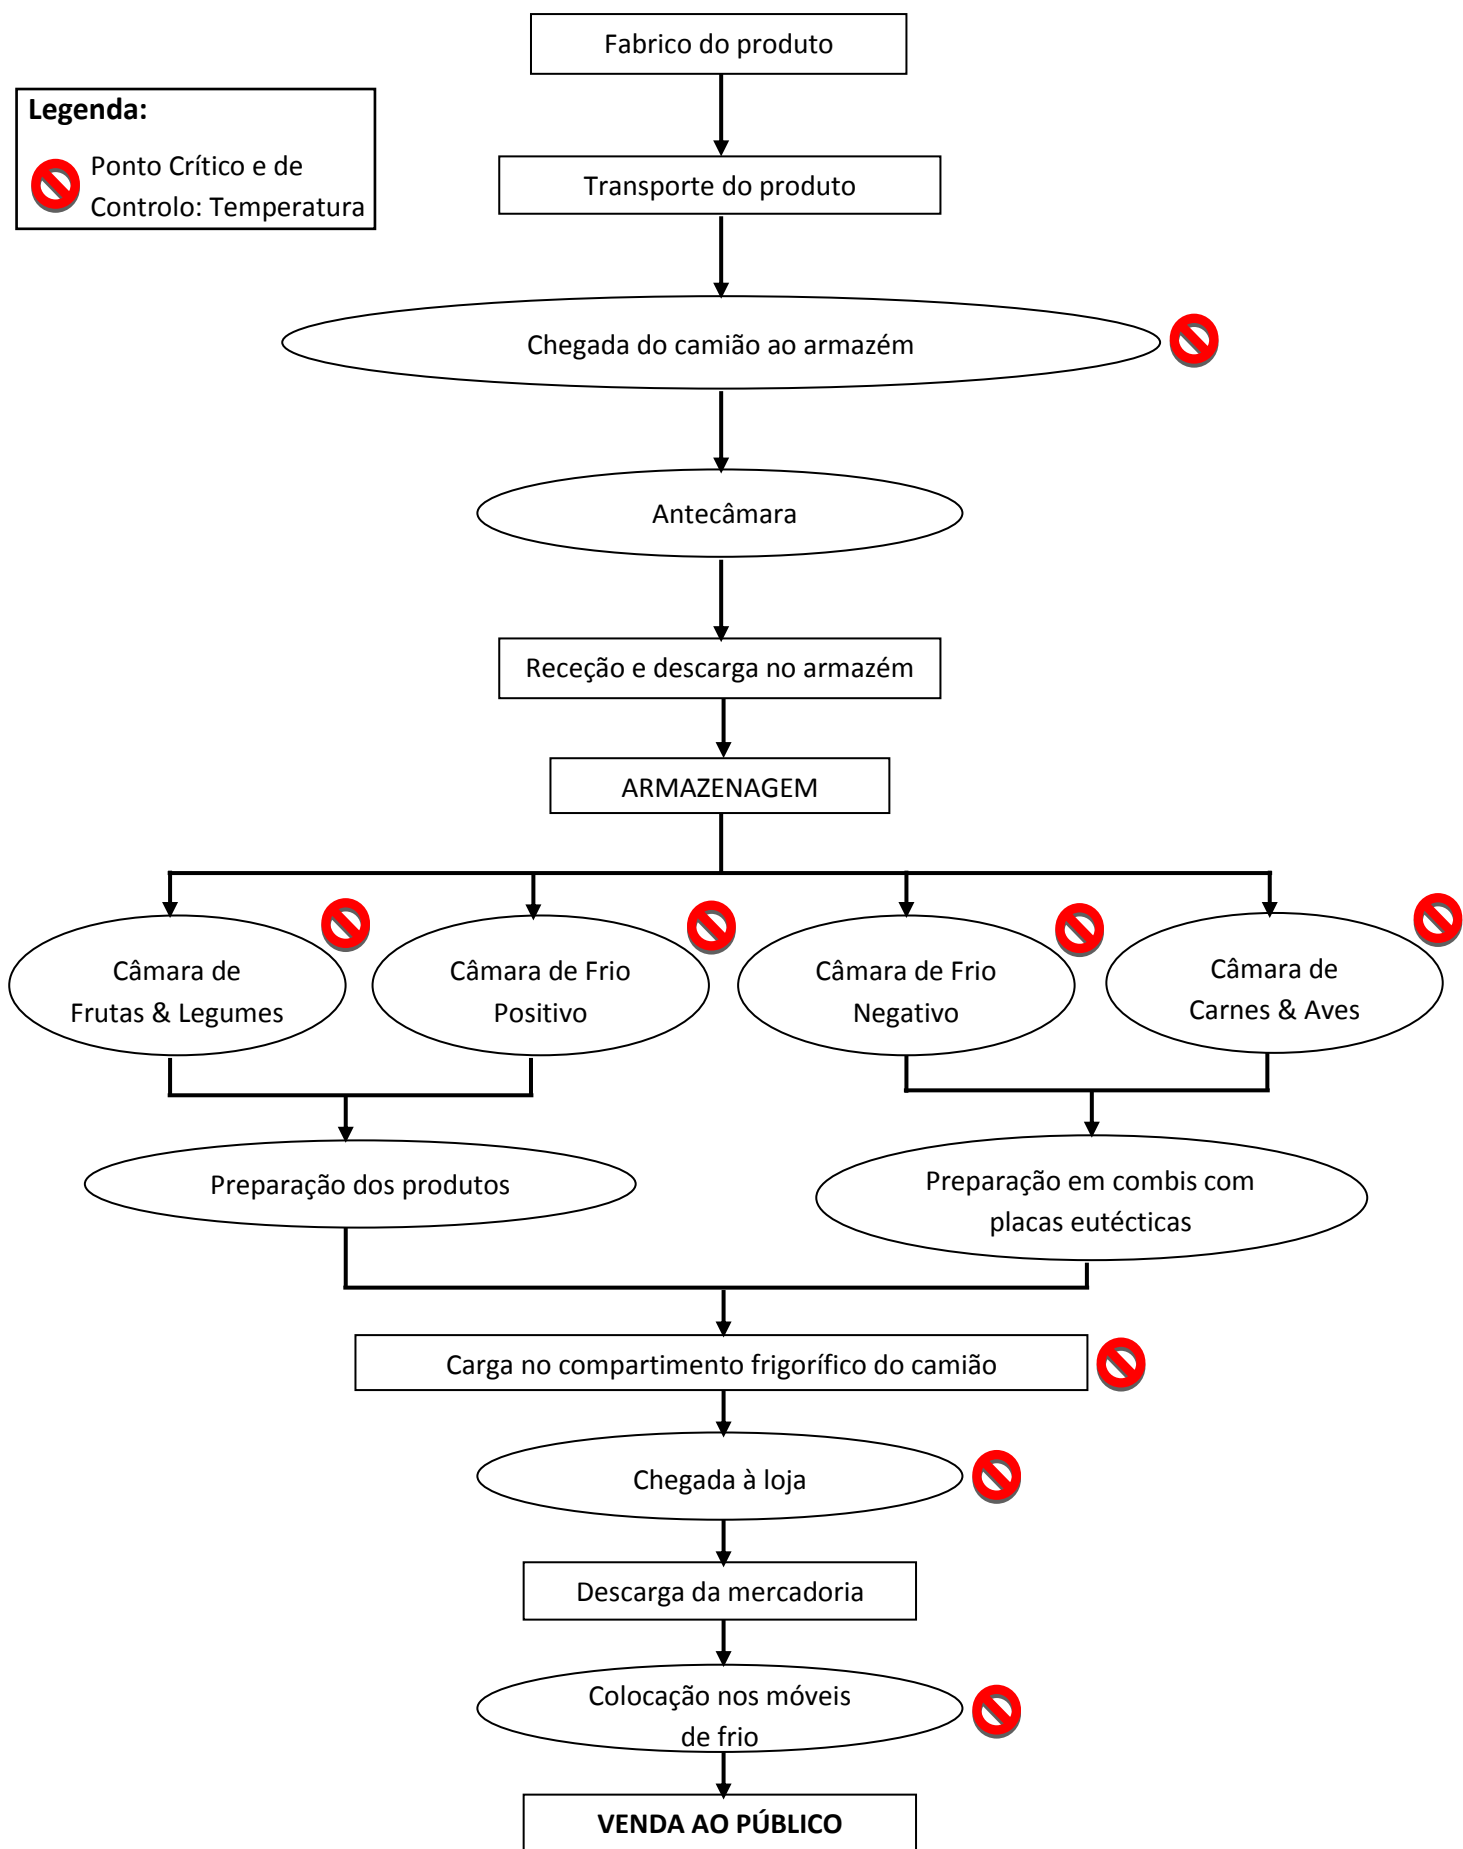 Fabrico do produto
Legenda:
Ponto Crítico e de
Controlo: Temperatura
Transporte do produto
Chegada do camião ao armazém
Antecâmara
Receção e descarga no armazém
ARMAZENAGEM
Câmara de
Frutas & Legumes
Câmara de Frio
Positivo
Câmara de Frio
Negativo
Câmara de
Carnes & Aves
Preparação dos produtos
Preparação em combis com
placas eutécticas
Carga no compartimento frigorífico do camião
Chegada à loja
Descarga da mercadoria
Colocação nos móveis
de frio
VENDA AO PÚBLICO